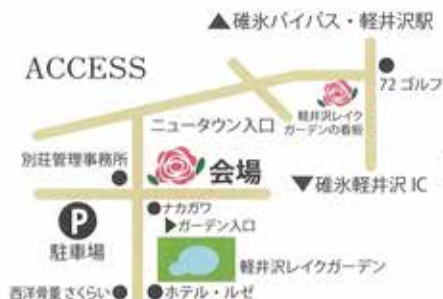 ▲碓氷バイパス・軽井沢駅
ACCESS
72ゴルフ
軽井沢レイク
ガーデンの看板
ニュータウン入口
別荘管理事務所
会場
▼碓氷軽井沢 IC
P
駐車場
ナカガワ
▶ガーデン入口
軽井沢レイクガーデン
西洋骨董 さくらい
ホテル・ルゼ